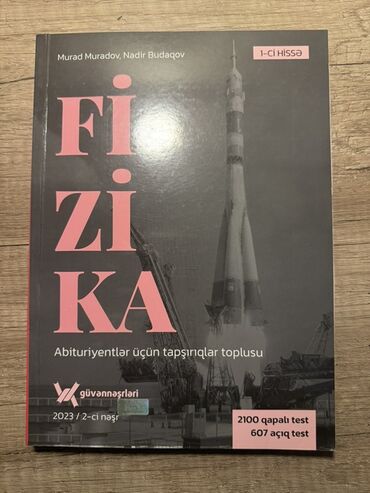 Murad Muradov, Nadir Budaqov
1-Cİ HİSSƏ
Fİ
Zİ
KA
Abituriyentlər üçün tapşırıqlar toplusu
güvənnəşrləri
2023 / 2-ci nəşr
2100 qapalı test
607 açıq test